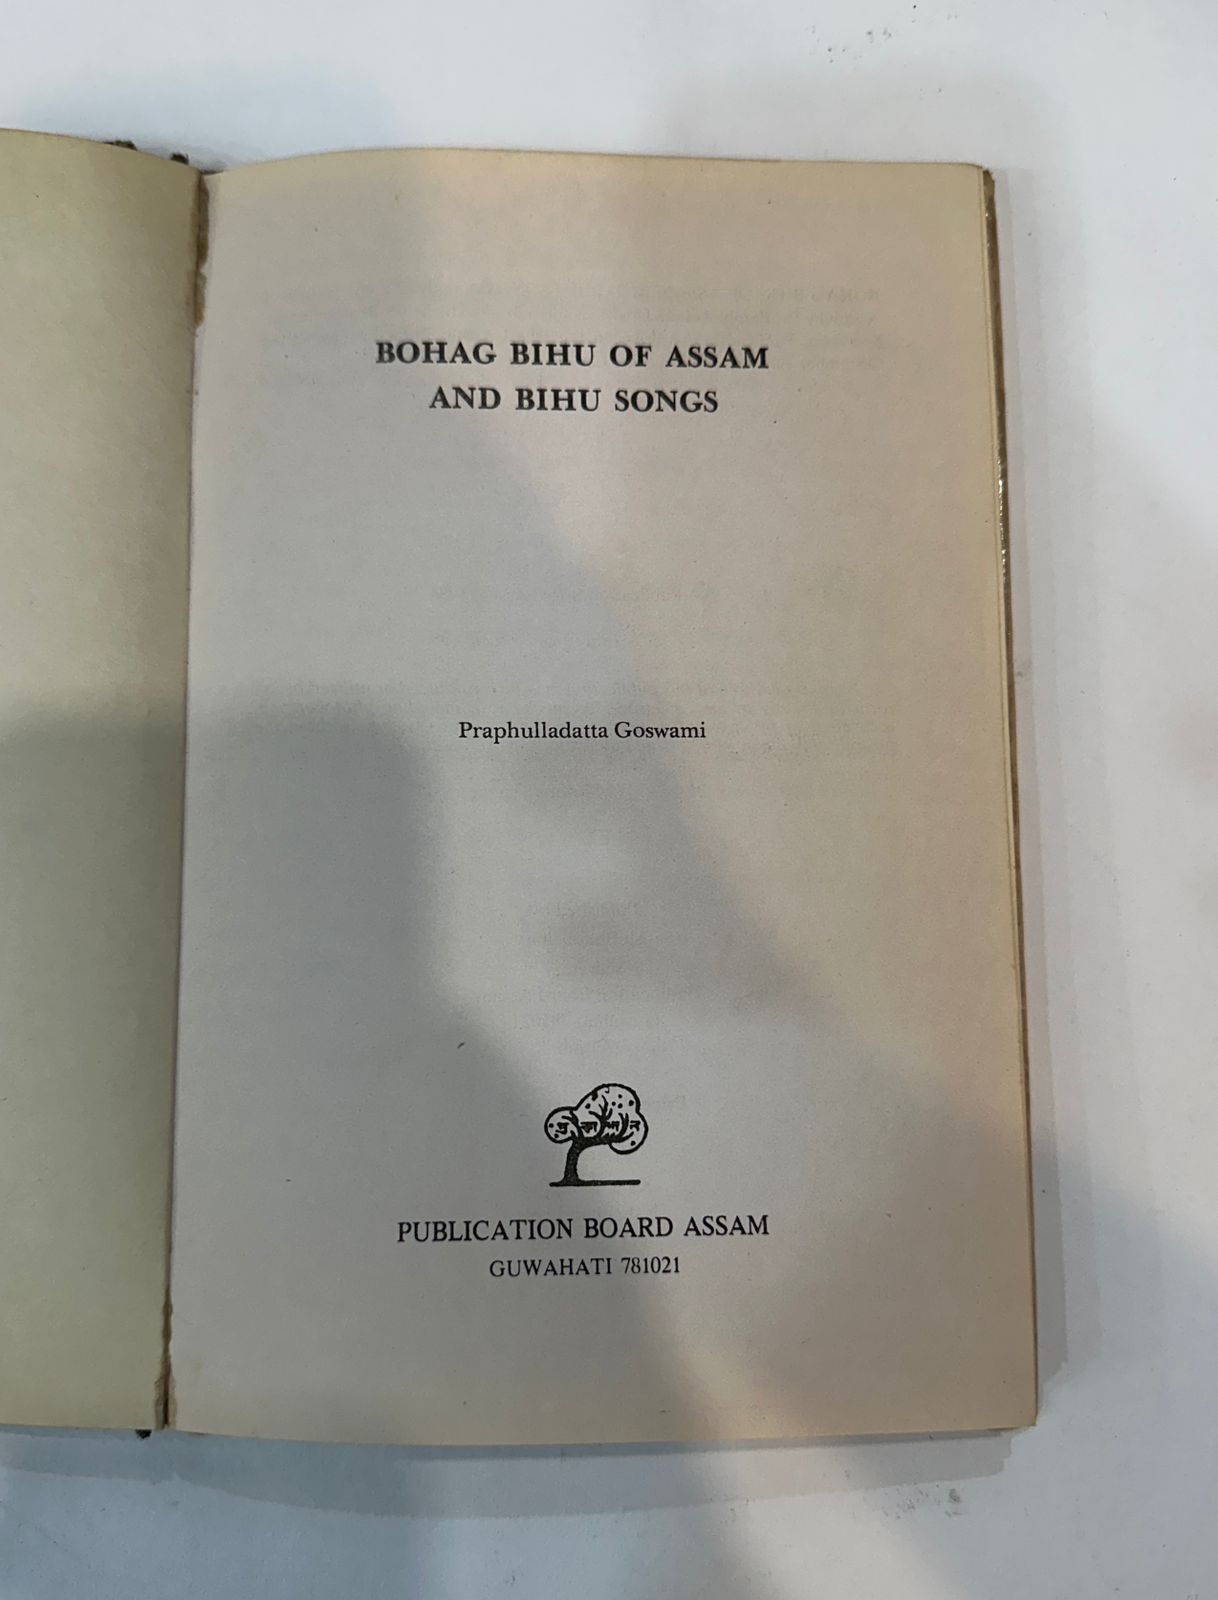 BOHAG BIHU OF ASSAM
AND BIHU SONGS
Praphulladatta Goswami
PUBLICATION BOARD ASSAM
GUWAHATI 781021